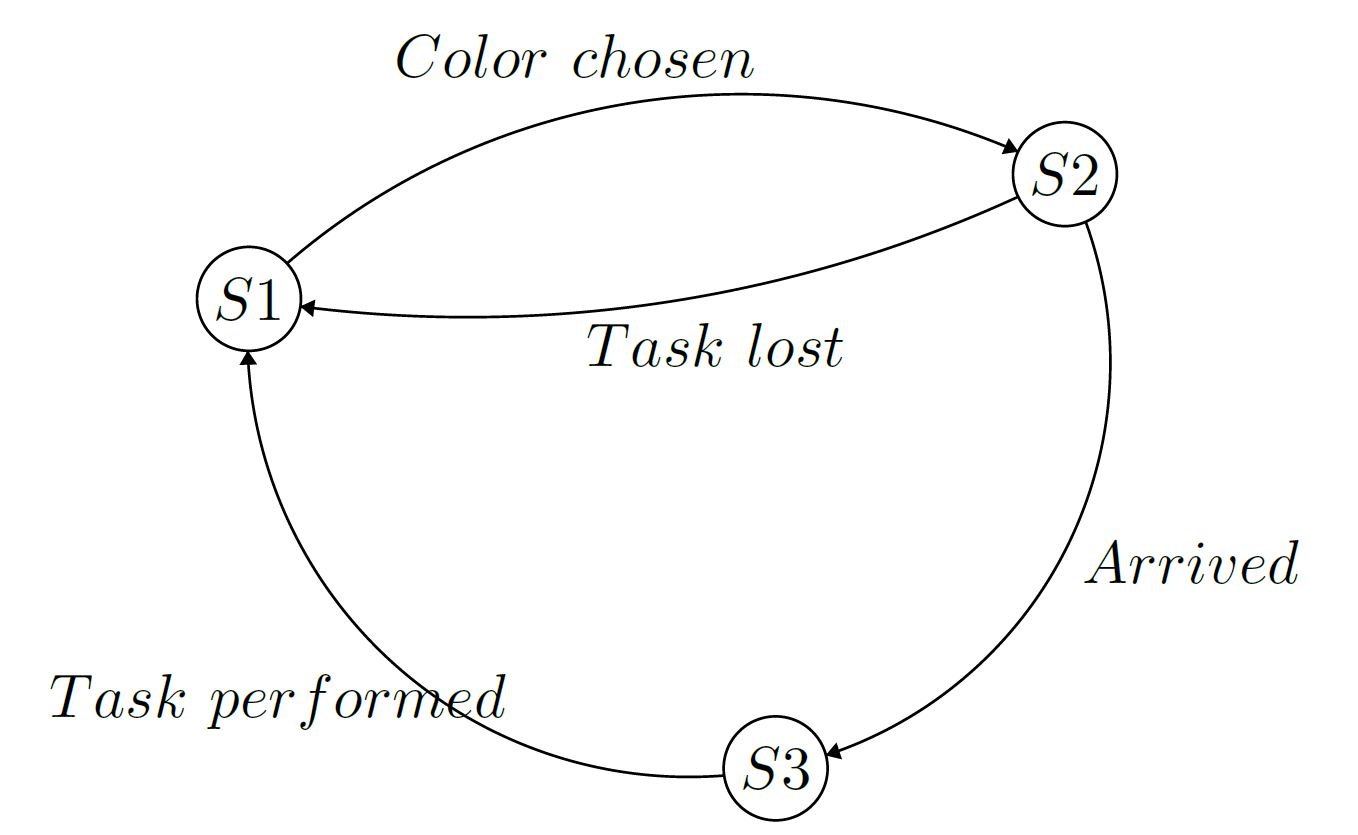 Color chosen
S2
S1
Task lost
Arrived
Task performed
S3